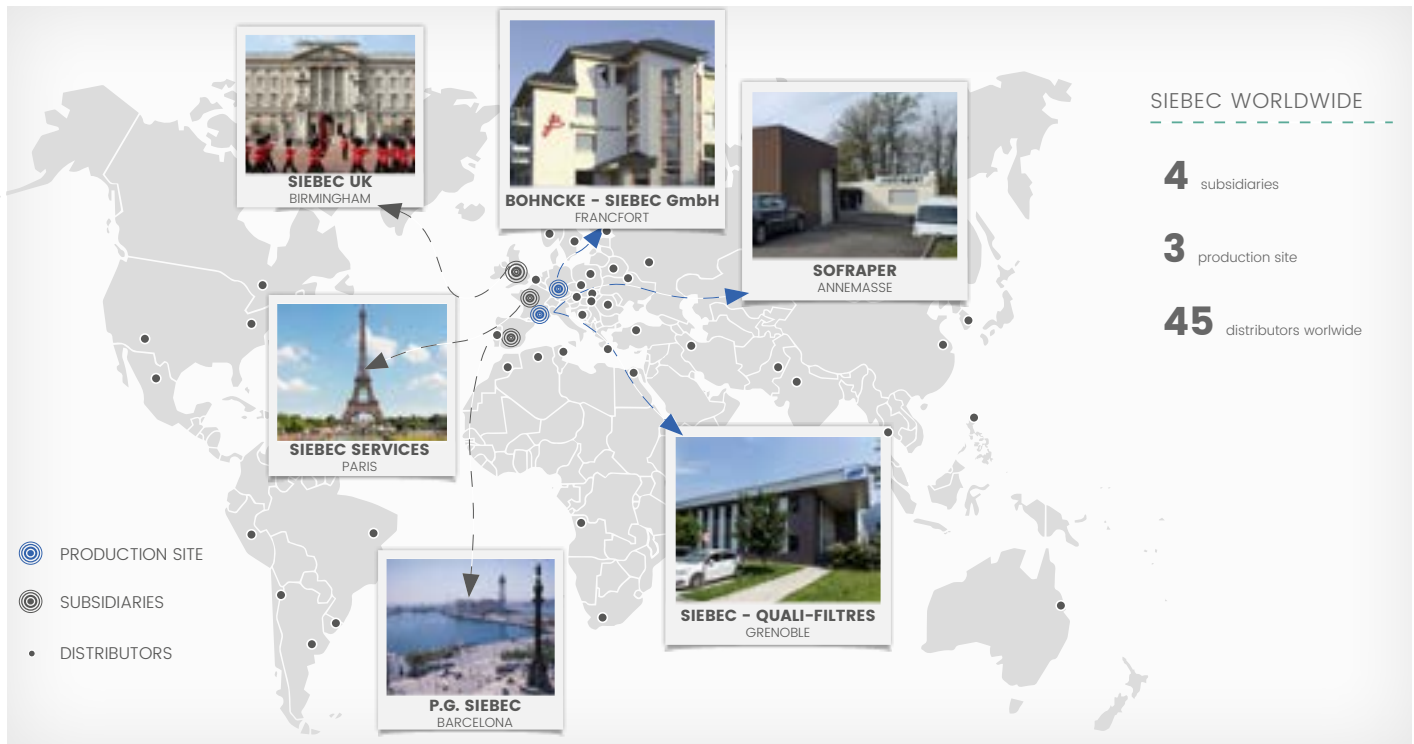 SIEBEC UK
BIRMINGHAM
BOHNCKE - SIEBEC GmbH
FRANCFORT
SOFRAPER
ANNEMASSE
SIEBEC WORLDWIDE
4 subsidiaries
3 production site
45 distributors worlwide
SIEBEC SERVICES
PARIS
SIEBEC - QUALI-FILTRES
GRENOBLE
P.G. SIEBEC
BARCELONA
PRODUCTION SITE
SUBSIDIARIES
DISTRIBUTORS